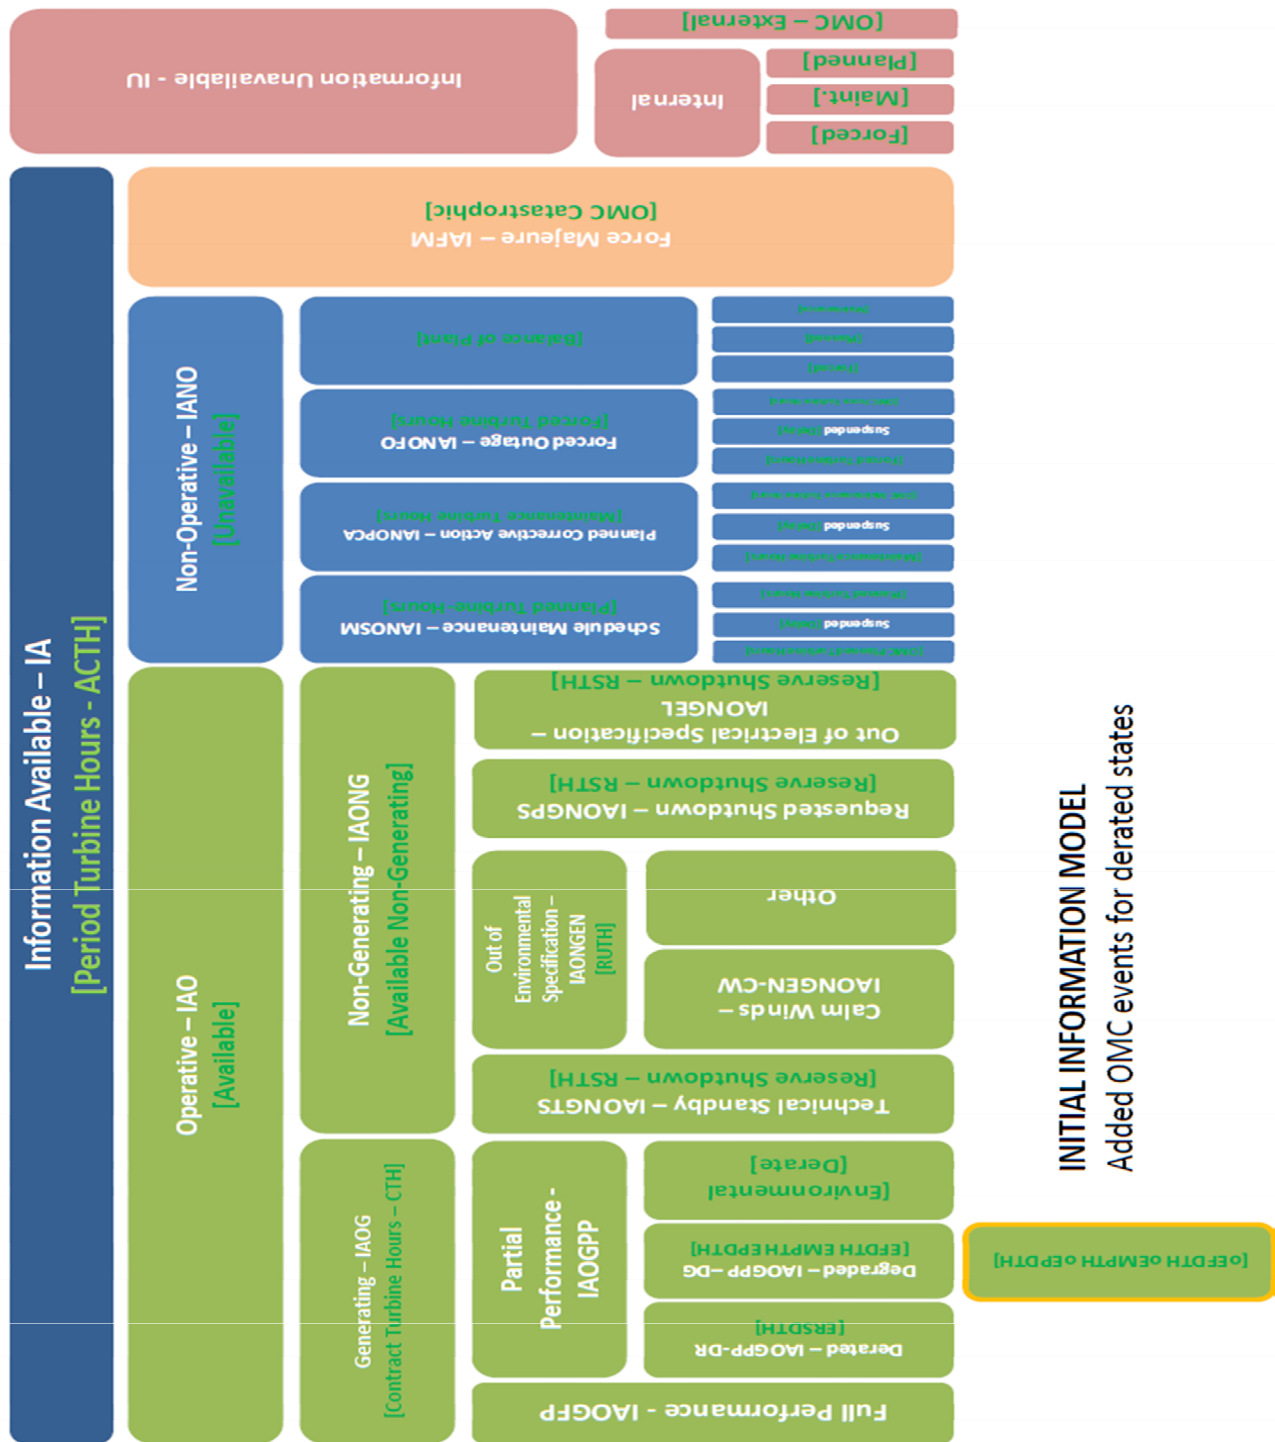 Information Available – IA
[Period Turbine Hours - ACTH]
Information Unavailable - IU
Operative – IAO
[Available]
Non-Operative – IANO
[Unavailable]
Force Majeure – IAFM
[OMC Catastrophic]
Internal
[Forced]
[Maint.]
[Planned]
[OMC – External]
Generating – IAOG
[Contract Turbine Hours – CTH]
Non-Generating – IAONG
[Available Non-Generating]
Schedule Maintenance – IANOSM
[Planned Turbine-Hours]
Planned Corrective Action – IANOPCA
[Maintenance Turbine Hours]
Forced Outage – IANOFO
[Forced Turbine Hours]
[Balance of Plant]
Full Performance - IAOGFP
Partial
Performance -
IAOGPP
Technical Standby – IAONGTS
[Reserve Shutdown – RSTH]
Out of
Environmental
Specification –
IAONGEN
[RUTH]
Requested Shutdown – IAONGPS
[Reserve Shutdown – RSTH]
Out of Electrical Specification –
IAONGEL
[Reserve Shutdown – RSTH]
Derated – IAOGPP-DR
[ERSDTH]
Degraded – IAOGPP –DG
[EFDTH EMPTH EPDTH]
Environmental
[Derate]
Calm Winds –
IAONGEN-CW
Other
Suspended
Suspended
Suspended
[oEFDTH oEMPTH oEPDTH]
INITIAL INFORMATION MODEL
Added OMC events for derated states